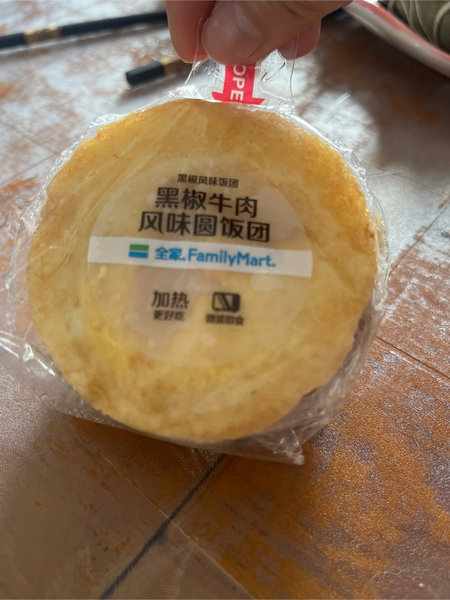 OPE
黑椒风味饭团
黑椒牛肉
风味圆饭团
全家 FamilyMart
加热
更好吃
微波即食